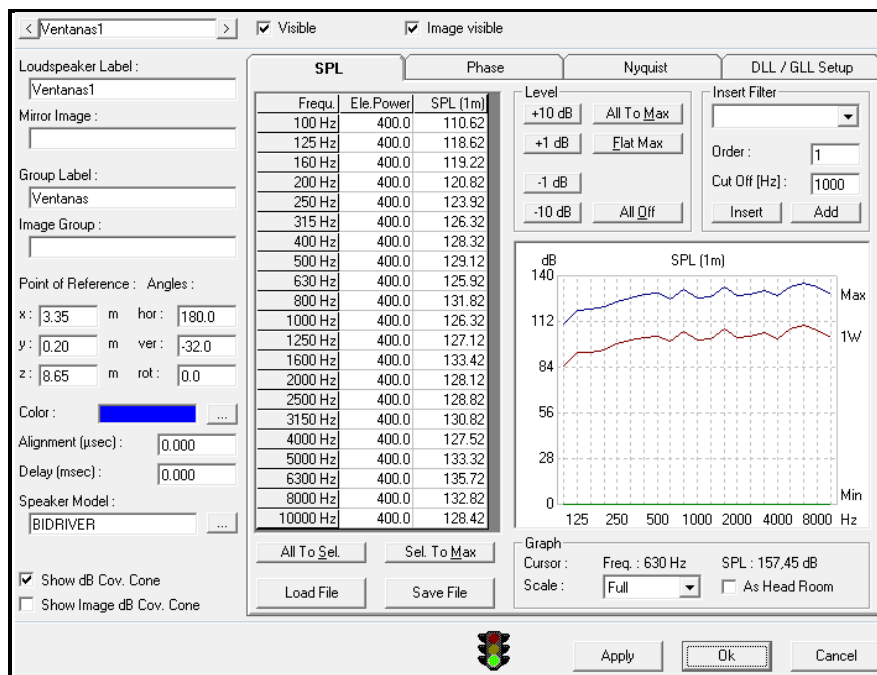 < Ventanas1 > Visible Image visible
Loudspeaker Label :
Ventanas1
Mirror Image :
Group Label :
Ventanas
Image Group :
Point of Reference : Angles :
x : 3.35 m hor : 180.0
y : 0.20 m ver : -32.0
z : 8.65 m rot : 0.0
Color : ...
Alignment (µsec) : 0.000
Delay (msec) : 0.000
Speaker Model :
BIDRIVER ...
Show dB Cov. Cone
Show Image dB Cov. Cone
SPL Phase Nyquist DLL / GLL Setup
Frequ. Ele.Power SPL (1m)
100 Hz 400.0 110.62
125 Hz 400.0 118.62
160 Hz 400.0 119.22
200 Hz 400.0 120.82
250 Hz 400.0 123.92
315 Hz 400.0 126.32
400 Hz 400.0 128.32
500 Hz 400.0 129.12
630 Hz 400.0 125.92
800 Hz 400.0 131.82
1000 Hz 400.0 126.32
1250 Hz 400.0 127.12
1600 Hz 400.0 133.42
2000 Hz 400.0 128.12
2500 Hz 400.0 128.82
3150 Hz 400.0 130.82
4000 Hz 400.0 127.52
5000 Hz 400.0 133.32
6300 Hz 400.0 135.72
8000 Hz 400.0 132.82
10000 Hz 400.0 128.42
All To Sel. Sel. To Max
Load File Save File
Level
+10 dB All To Max
+1 dB Flat Max
-1 dB
-10 dB All Off
Insert Filter
Order : 1
Cut Off [Hz] : 1000
Insert Add
dB SPL (1m)
140
112
84
56
28
0
Max
1W
Min
125 250 500 1000 2000 4000 8000 Hz
Graph
Cursor : Freq. : 630 Hz SPL : 157,45 dB
Scale : Full As Head Room
Apply Ok Cancel